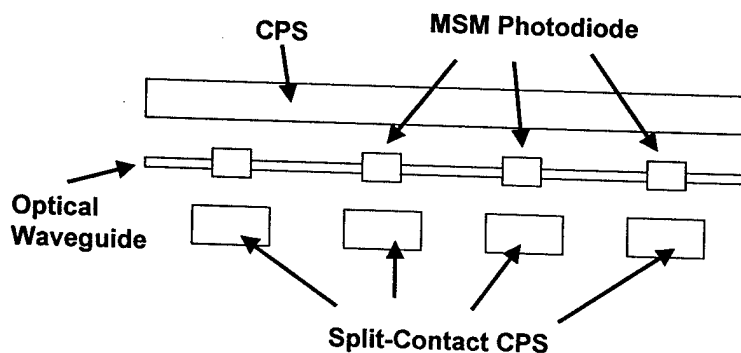 CPS
MSM Photodiode
Optical
Waveguide
Split-Contact CPS